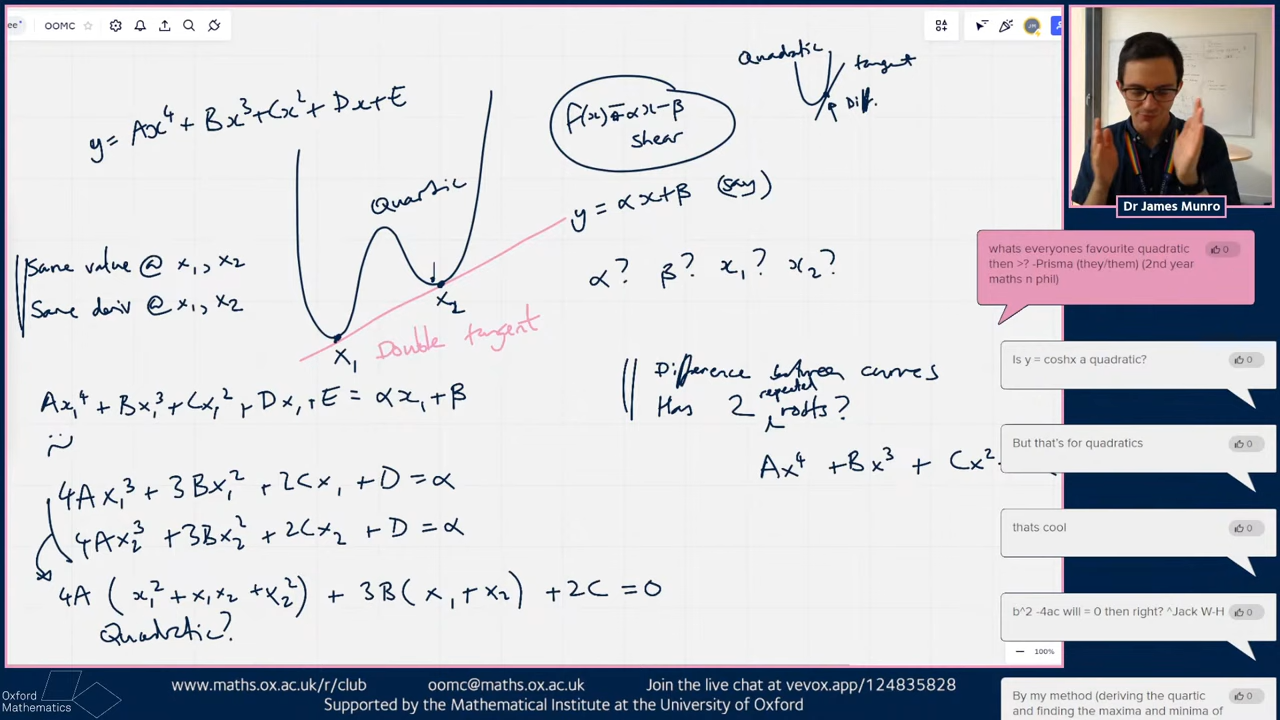 OOMC
y = Ax⁴ + Bx³ + Cx² + Dx + E
f(x) - αx - β
shear
Quadratic
tangent
Diff.
Quartic
y = αx + β (say)
Same value @ x₁, x₂
Same deriv @ x₁, x₂
α? β? x₁? x₂?
x₂
x₁
Double tangent
Difference between curves
repeated
Has 2 roots?
Ax₁⁴ + Bx₁³ + Cx₁² + Dx₁ + E = αx₁ + β
Ax⁴ + Bx³ + Cx²
4Ax₁³ + 3Bx₁² + 2Cx₁ + D = α
4Ax₂³ + 3Bx₂² + 2Cx₂ + D = α
4A (x₁² + x₁x₂ + x₂²) + 3B(x₁ + x₂) + 2C = 0
Quadratic?
100%
Dr James Munro
whats everyones favourite quadratic
then >? -Prisma (they/them) (2nd year
maths n phil)
0
Is y = coshx a quadratic?
0
But that's for quadratics
0
thats cool
0
b^2 -4ac will = 0 then right? ^Jack W-H
0
By my method (deriving the quartic
and finding the maxima and minima of
0
Oxford
Mathematics
www.maths.ox.ac.uk/r/club oomc@maths.ox.ac.uk Join the live chat at vevox.app/124835828
Supported by the Mathematical Institute at the University of Oxford